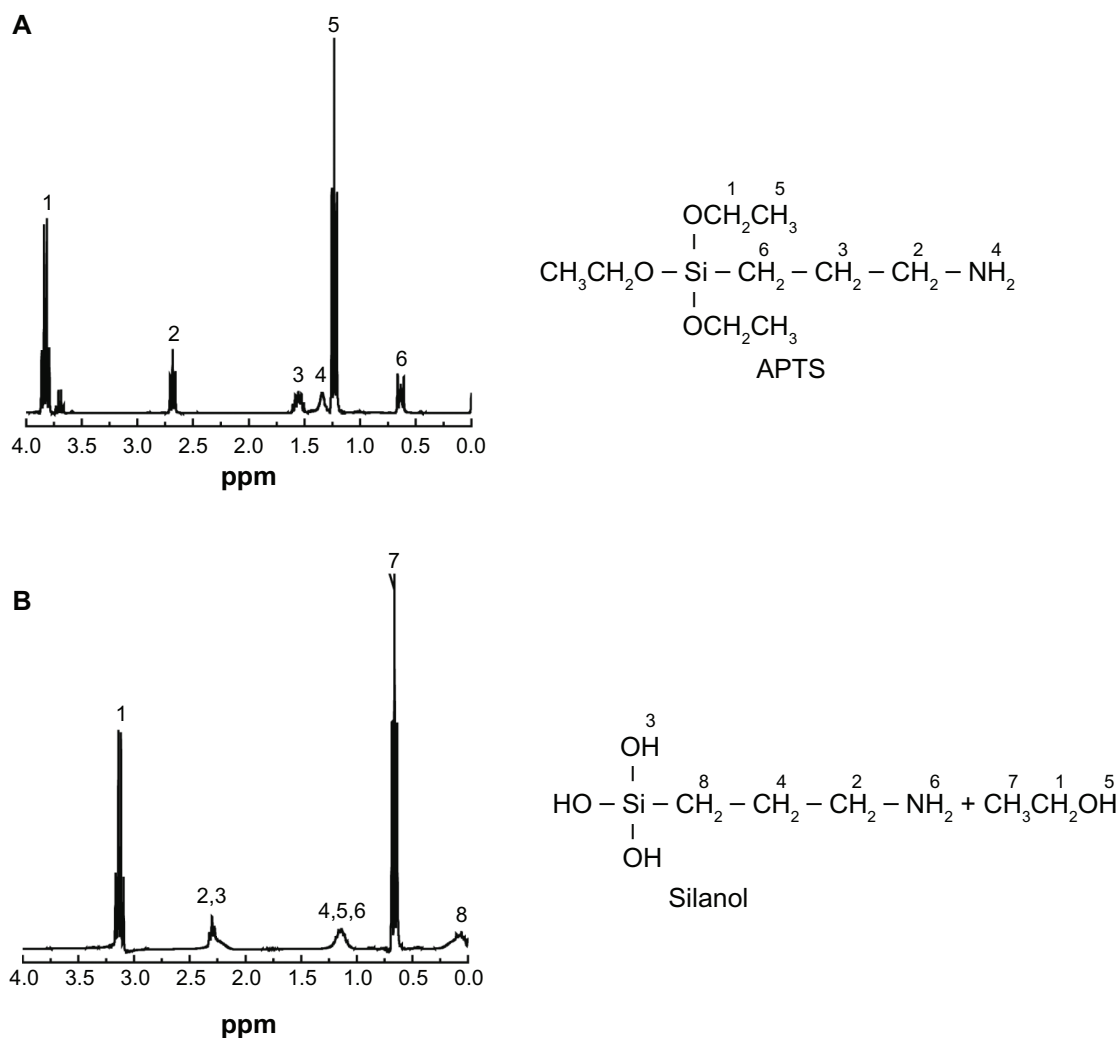 A
5
1
2
3
4
6
4.0 3.5 3.0 2.5 2.0 1.5 1.0 0.5 0.0
ppm
1 5
OCH2CH3
6 3 2 4
CH3CH2O – Si – CH2 – CH2 – CH2 – NH2
OCH2CH3
APTS
B
7
1
2,3
4,5,6
8
4.0 3.5 3.0 2.5 2.0 1.5 1.0 0.5 0.0
ppm
3
OH
8 4 2 6 7 1 5
HO – Si – CH2 – CH2 – CH2 – NH2 + CH3CH2OH
OH
Silanol